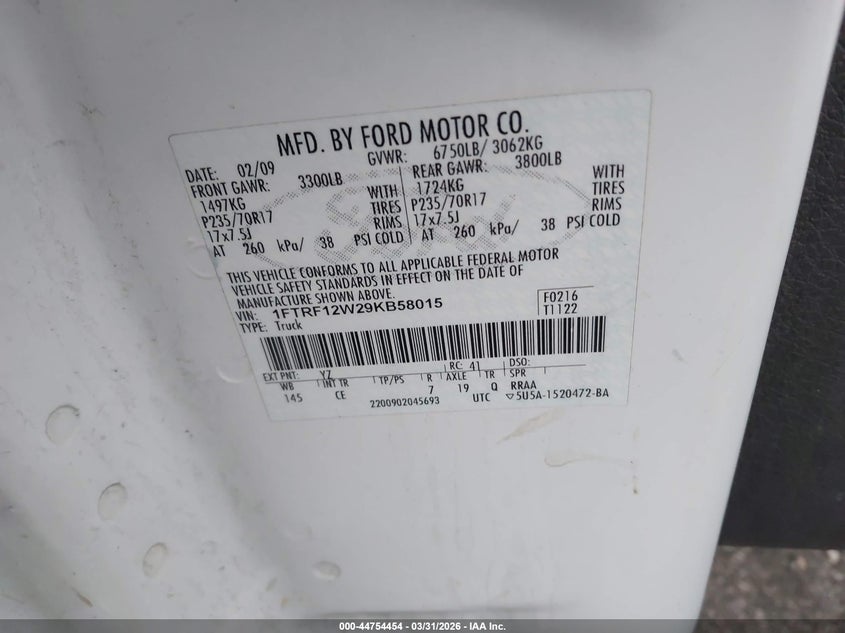 MFD. BY FORD MOTOR CO.
DATE: 02/09 GVWR: 6750LB/ 3062KG
FRONT GAWR: 3300LB REAR GAWR: 3800LB
1497KG WITH 1724KG WITH
P235/70R17 TIRES P235/70R17 TIRES
17x7.5J RIMS 17x7.5J RIMS
AT 260 kPa/ 38 PSI COLD AT 260 kPa/ 38 PSI COLD
THIS VEHICLE CONFORMS TO ALL APPLICABLE FEDERAL MOTOR
VEHICLE SAFETY STANDARDS IN EFFECT ON THE DATE OF
MANUFACTURE SHOWN ABOVE.
VIN: 1FTRF12W29KB58015 F0216
TYPE: Truck T1122
EXT PNT: YZ RC: 41 DSO:
WB INT TR TP/PS R AXLE TR SPR
145 CE 7 19 Q RRAA
2200902045693 UTC ▽5U5A-1520472-BA
Ford
000-44754454 - 03/31/2026 - IAA Inc.